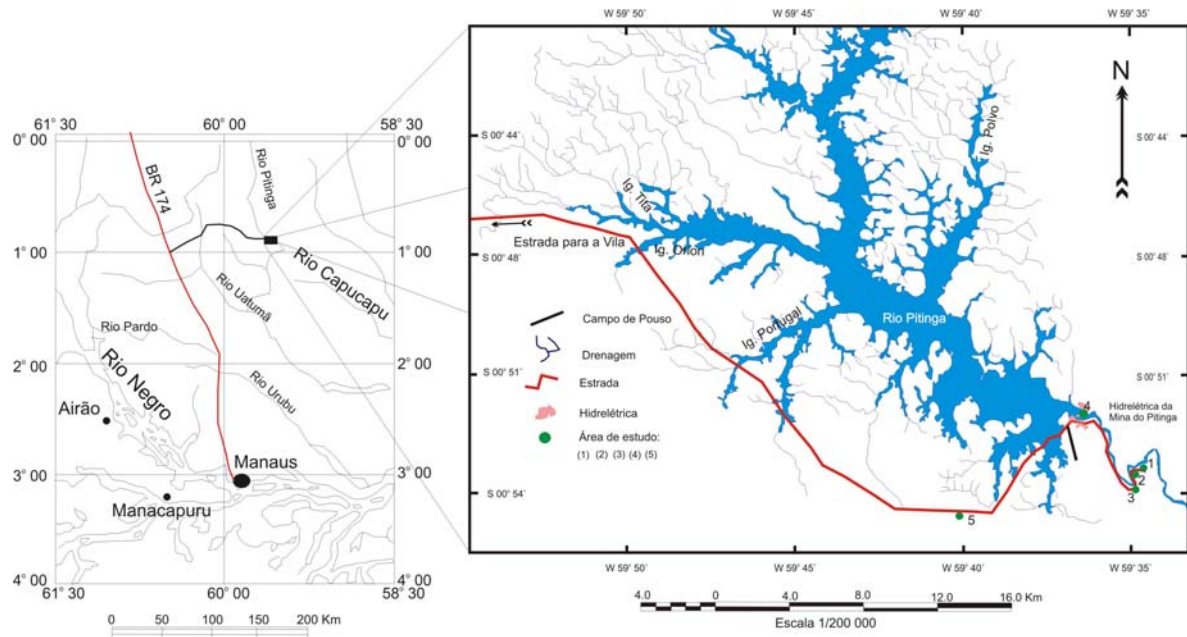 61° 30
60° 00
58° 30
0° 00
0° 00
BR 174
Rio Pitinga
1° 00
1° 00
Rio Capucapu
Rio Uatumã
Rio Pardo
2° 00
2° 00
Rio Negro
Rio Urubu
Airão
3° 00
3° 00
Manaus
Manacapuru
4° 00
4° 00
61° 30
60° 00
58° 30
0 50 100 150 200 Km
W 59° 50'
W 59° 45'
W 59° 40'
W 59° 35'
N
S 00° 44'
S 00° 44'
Ig. Polvo
Ig. Tita
Estrada para a Vila
Ig. Orion
S 00° 48'
S 00° 48'
Campo de Pouso
Ig. Portugal
Rio Pitinga
Drenagem
S 00° 51'
S 00° 51'
Estrada
Hidrelétrica
4
Hidrelétrica da
Mina do Pitinga
Área de estudo:
(1) (2) (3) (4) (5)
1
2
3
S 00° 54'
S 00° 54'
5
W 59° 50'
W 59° 45'
W 59° 40'
W 59° 35'
4.0 0 4.0 8.0 12.0 16.0 Km
Escala 1/200 000